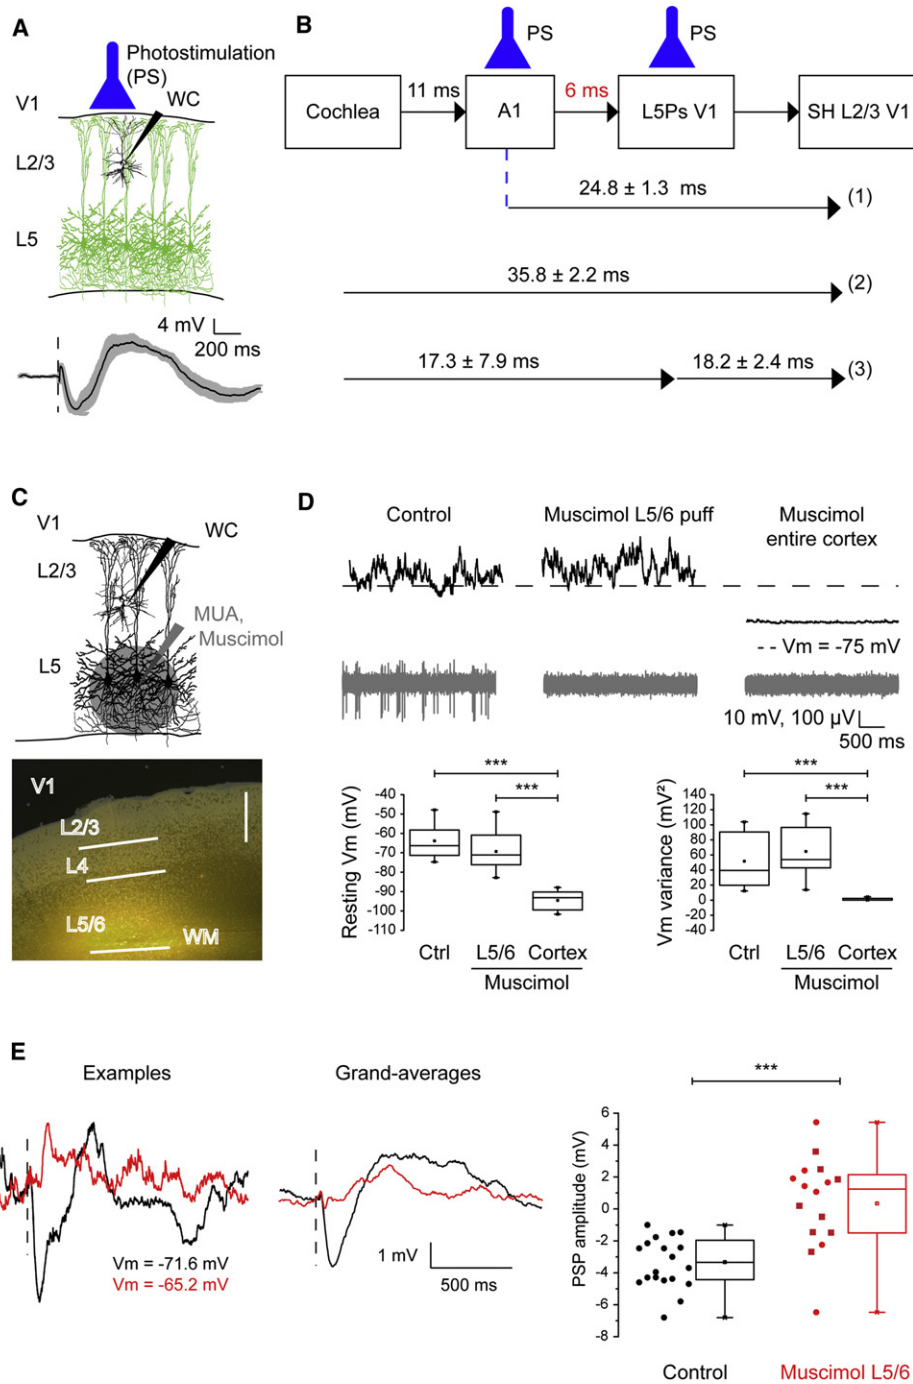 A
Photostimulation
(PS)
V1
WC
L2/3
L5
4 mV
200 ms
B
PS
PS
Cochlea
11 ms
A1
6 ms
L5Ps V1
SH L2/3 V1
24.8 ± 1.3 ms
(1)
35.8 ± 2.2 ms
(2)
17.3 ± 7.9 ms
18.2 ± 2.4 ms
(3)
C
V1
WC
L2/3
MUA,
Muscimol
L5
V1
L2/3
L4
L5/6
WM
D
Control
Muscimol L5/6 puff
Muscimol
entire cortex
-- Vm = -75 mV
10 mV, 100 µV
500 ms
***
***
Resting Vm (mV)
-40
-50
-60
-70
-80
-90
-100
-110
Ctrl
L5/6
Cortex
Muscimol
***
***
Vm variance (mV²)
140
120
100
80
60
40
20
0
-20
-40
Ctrl
L5/6
Cortex
Muscimol
E
Examples
Vm = -71.6 mV
Vm = -65.2 mV
Grand-averages
1 mV
500 ms
***
PSP amplitude (mV)
6
4
2
0
-2
-4
-6
-8
Control
Muscimol L5/6